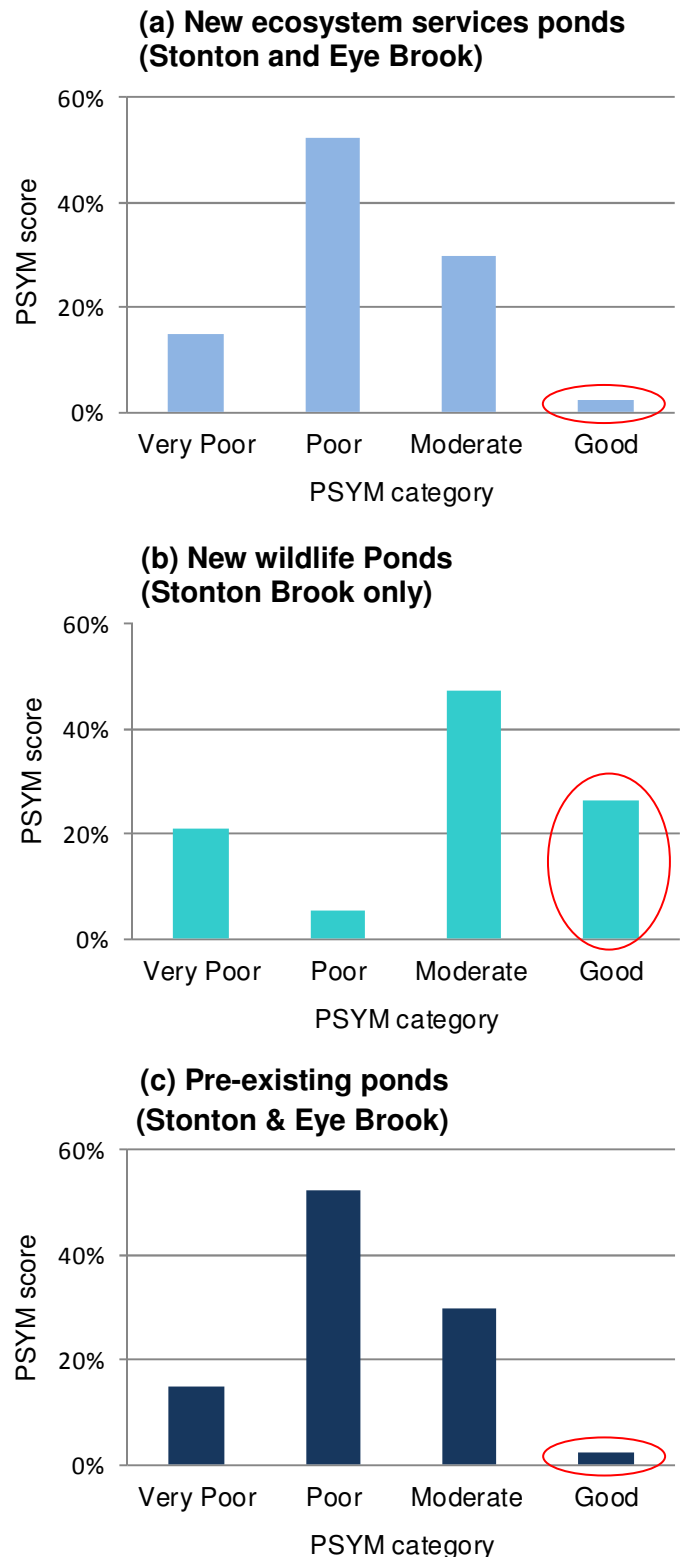 (a) New ecosystem services ponds
(Stonton and Eye Brook)
60%
40%
20%
0%
PSYM score
Very Poor Poor Moderate Good
PSYM category
(b) New wildlife Ponds
(Stonton Brook only)
60%
40%
20%
0%
PSYM score
Very Poor Poor Moderate Good
PSYM category
(c) Pre-existing ponds
(Stonton & Eye Brook)
60%
40%
20%
0%
PSYM score
Very Poor Poor Moderate Good
PSYM category